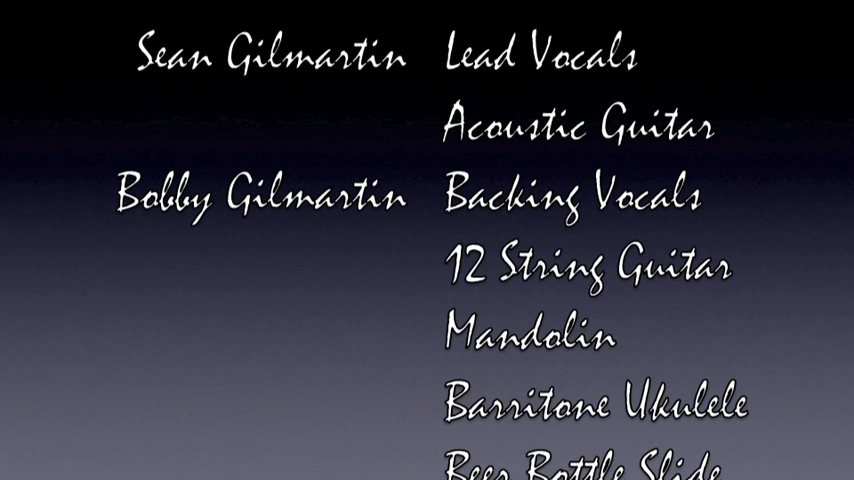 Sean Gilmartin Lead Vocals
Acoustic Guitar
Bobby Gilmartin Backing Vocals
12 String Guitar
Mandolin
Barritone Ukulele
Beer Bottle Slide